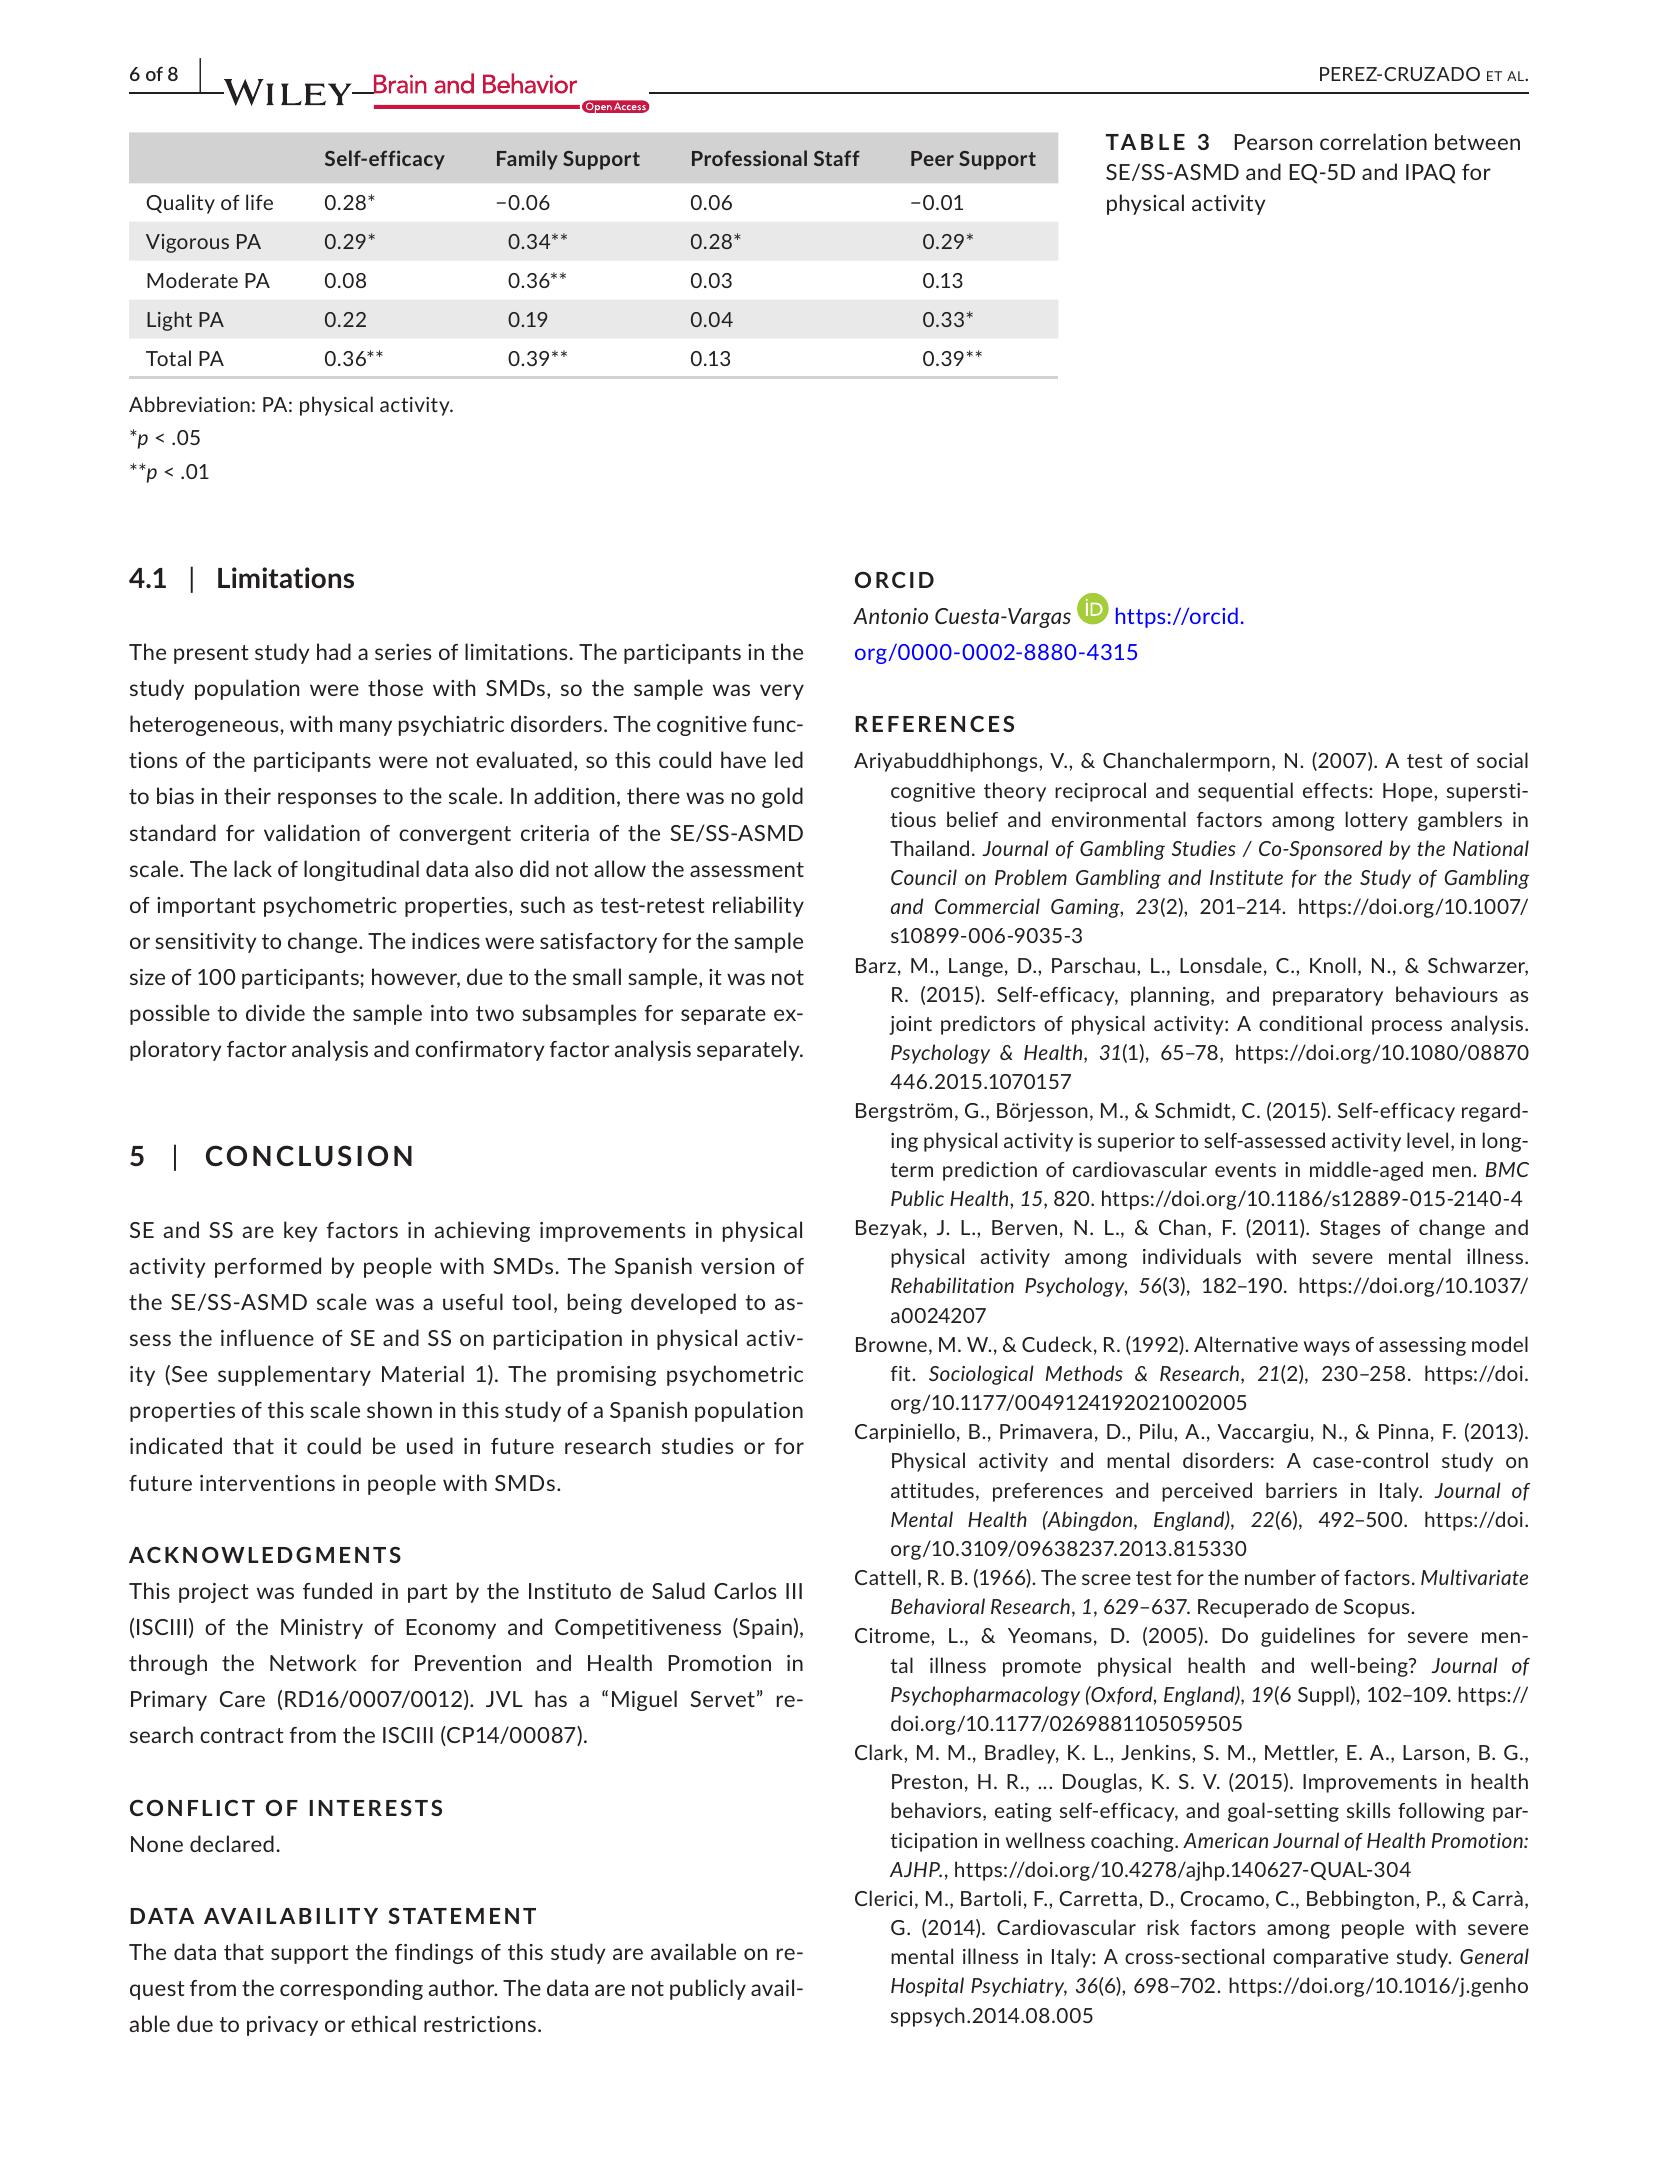 6 of 8
WILEY
Brain and Behavior
Open Access
PEREZ-CRUZADO ET AL.
Self-efficacy Family Support Professional Staff Peer Support
Quality of life 0.28* −0.06 0.06 −0.01
Vigorous PA 0.29* 0.34** 0.28* 0.29*
Moderate PA 0.08 0.36** 0.03 0.13
Light PA 0.22 0.19 0.04 0.33*
Total PA 0.36** 0.39** 0.13 0.39**
Abbreviation: PA: physical activity.
*p < .05
**p < .01
TABLE 3 Pearson correlation between
SE/SS-ASMD and EQ-5D and IPAQ for
physical activity
4.1 | Limitations
The present study had a series of limitations. The participants in the
study population were those with SMDs, so the sample was very
heterogeneous, with many psychiatric disorders. The cognitive func-
tions of the participants were not evaluated, so this could have led
to bias in their responses to the scale. In addition, there was no gold
standard for validation of convergent criteria of the SE/SS-ASMD
scale. The lack of longitudinal data also did not allow the assessment
of important psychometric properties, such as test-retest reliability
or sensitivity to change. The indices were satisfactory for the sample
size of 100 participants; however, due to the small sample, it was not
possible to divide the sample into two subsamples for separate ex-
ploratory factor analysis and confirmatory factor analysis separately.
5 | CONCLUSION
SE and SS are key factors in achieving improvements in physical
activity performed by people with SMDs. The Spanish version of
the SE/SS-ASMD scale was a useful tool, being developed to as-
sess the influence of SE and SS on participation in physical activ-
ity (See supplementary Material 1). The promising psychometric
properties of this scale shown in this study of a Spanish population
indicated that it could be used in future research studies or for
future interventions in people with SMDs.
ACKNOWLEDGMENTS
This project was funded in part by the Instituto de Salud Carlos III
(ISCIII) of the Ministry of Economy and Competitiveness (Spain),
through the Network for Prevention and Health Promotion in
Primary Care (RD16/0007/0012). JVL has a “Miguel Servet” re-
search contract from the ISCIII (CP14/00087).
CONFLICT OF INTERESTS
None declared.
DATA AVAILABILITY STATEMENT
The data that support the findings of this study are available on re-
quest from the corresponding author. The data are not publicly avail-
able due to privacy or ethical restrictions.
ORCID
Antonio Cuesta-Vargas iD https://orcid.
org/0000-0002-8880-4315
REFERENCES
Ariyabuddhiphongs, V., & Chanchalermporn, N. (2007). A test of social
cognitive theory reciprocal and sequential effects: Hope, supersti-
tious belief and environmental factors among lottery gamblers in
Thailand. Journal of Gambling Studies / Co-Sponsored by the National
Council on Problem Gambling and Institute for the Study of Gambling
and Commercial Gaming, 23(2), 201–214. https://doi.org/10.1007/
s10899-006-9035-3
Barz, M., Lange, D., Parschau, L., Lonsdale, C., Knoll, N., & Schwarzer,
R. (2015). Self-efficacy, planning, and preparatory behaviours as
joint predictors of physical activity: A conditional process analysis.
Psychology & Health, 31(1), 65–78, https://doi.org/10.1080/08870
446.2015.1070157
Bergström, G., Börjesson, M., & Schmidt, C. (2015). Self-efficacy regard-
ing physical activity is superior to self-assessed activity level, in long-
term prediction of cardiovascular events in middle-aged men. BMC
Public Health, 15, 820. https://doi.org/10.1186/s12889-015-2140-4
Bezyak, J. L., Berven, N. L., & Chan, F. (2011). Stages of change and
physical activity among individuals with severe mental illness.
Rehabilitation Psychology, 56(3), 182–190. https://doi.org/10.1037/
a0024207
Browne, M. W., & Cudeck, R. (1992). Alternative ways of assessing model
fit. Sociological Methods & Research, 21(2), 230–258. https://doi.
org/10.1177/0049124192021002005
Carpiniello, B., Primavera, D., Pilu, A., Vaccargiu, N., & Pinna, F. (2013).
Physical activity and mental disorders: A case-control study on
attitudes, preferences and perceived barriers in Italy. Journal of
Mental Health (Abingdon, England), 22(6), 492–500. https://doi.
org/10.3109/09638237.2013.815330
Cattell, R. B. (1966). The scree test for the number of factors. Multivariate
Behavioral Research, 1, 629–637. Recuperado de Scopus.
Citrome, L., & Yeomans, D. (2005). Do guidelines for severe men-
tal illness promote physical health and well-being? Journal of
Psychopharmacology (Oxford, England), 19(6 Suppl), 102–109. https://
doi.org/10.1177/0269881105059505
Clark, M. M., Bradley, K. L., Jenkins, S. M., Mettler, E. A., Larson, B. G.,
Preston, H. R., ... Douglas, K. S. V. (2015). Improvements in health
behaviors, eating self-efficacy, and goal-setting skills following par-
ticipation in wellness coaching. American Journal of Health Promotion:
AJHP., https://doi.org/10.4278/ajhp.140627-QUAL-304
Clerici, M., Bartoli, F., Carretta, D., Crocamo, C., Bebbington, P., & Carrà,
G. (2014). Cardiovascular risk factors among people with severe
mental illness in Italy: A cross-sectional comparative study. General
Hospital Psychiatry, 36(6), 698–702. https://doi.org/10.1016/j.genho
sppsych.2014.08.005